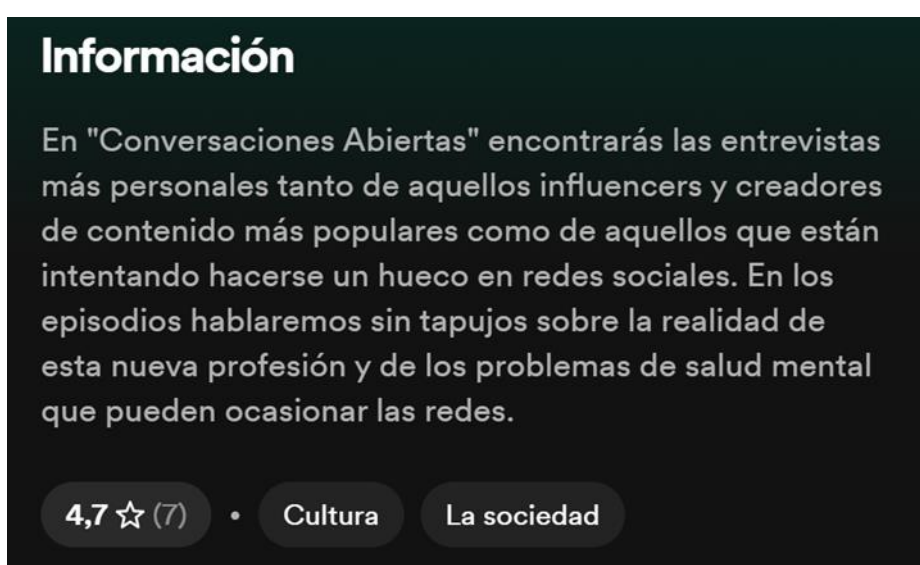 Información
En "Conversaciones Abiertas" encontrarás las entrevistas
más personales tanto de aquellos influencers y creadores
de contenido más populares como de aquellos que están
intentando hacerse un hueco en redes sociales. En los
episodios hablaremos sin tapujos sobre la realidad de
esta nueva profesión y de los problemas de salud mental
que pueden ocasionar las redes.
4,7 ☆ (7) • Cultura La sociedad